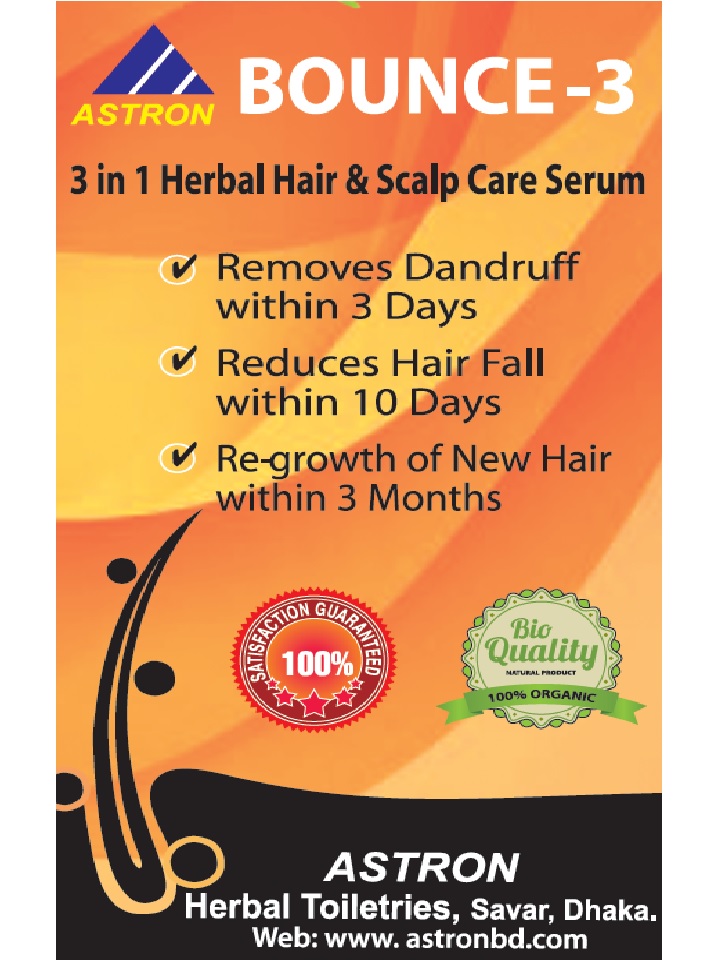 ASTRON
BOUNCE-3
3 in 1 Herbal Hair & Scalp Care Serum
Removes Dandruff
within 3 Days
Reduces Hair Fall
within 10 Days
Re-growth of New Hair
within 3 Months
SATISFACTION GUARANTEED
100%
Bio
Quality
NATURAL PRODUCT
100% ORGANIC
ASTRON
Herbal Toiletries, Savar, Dhaka.
Web: www. astronbd.com